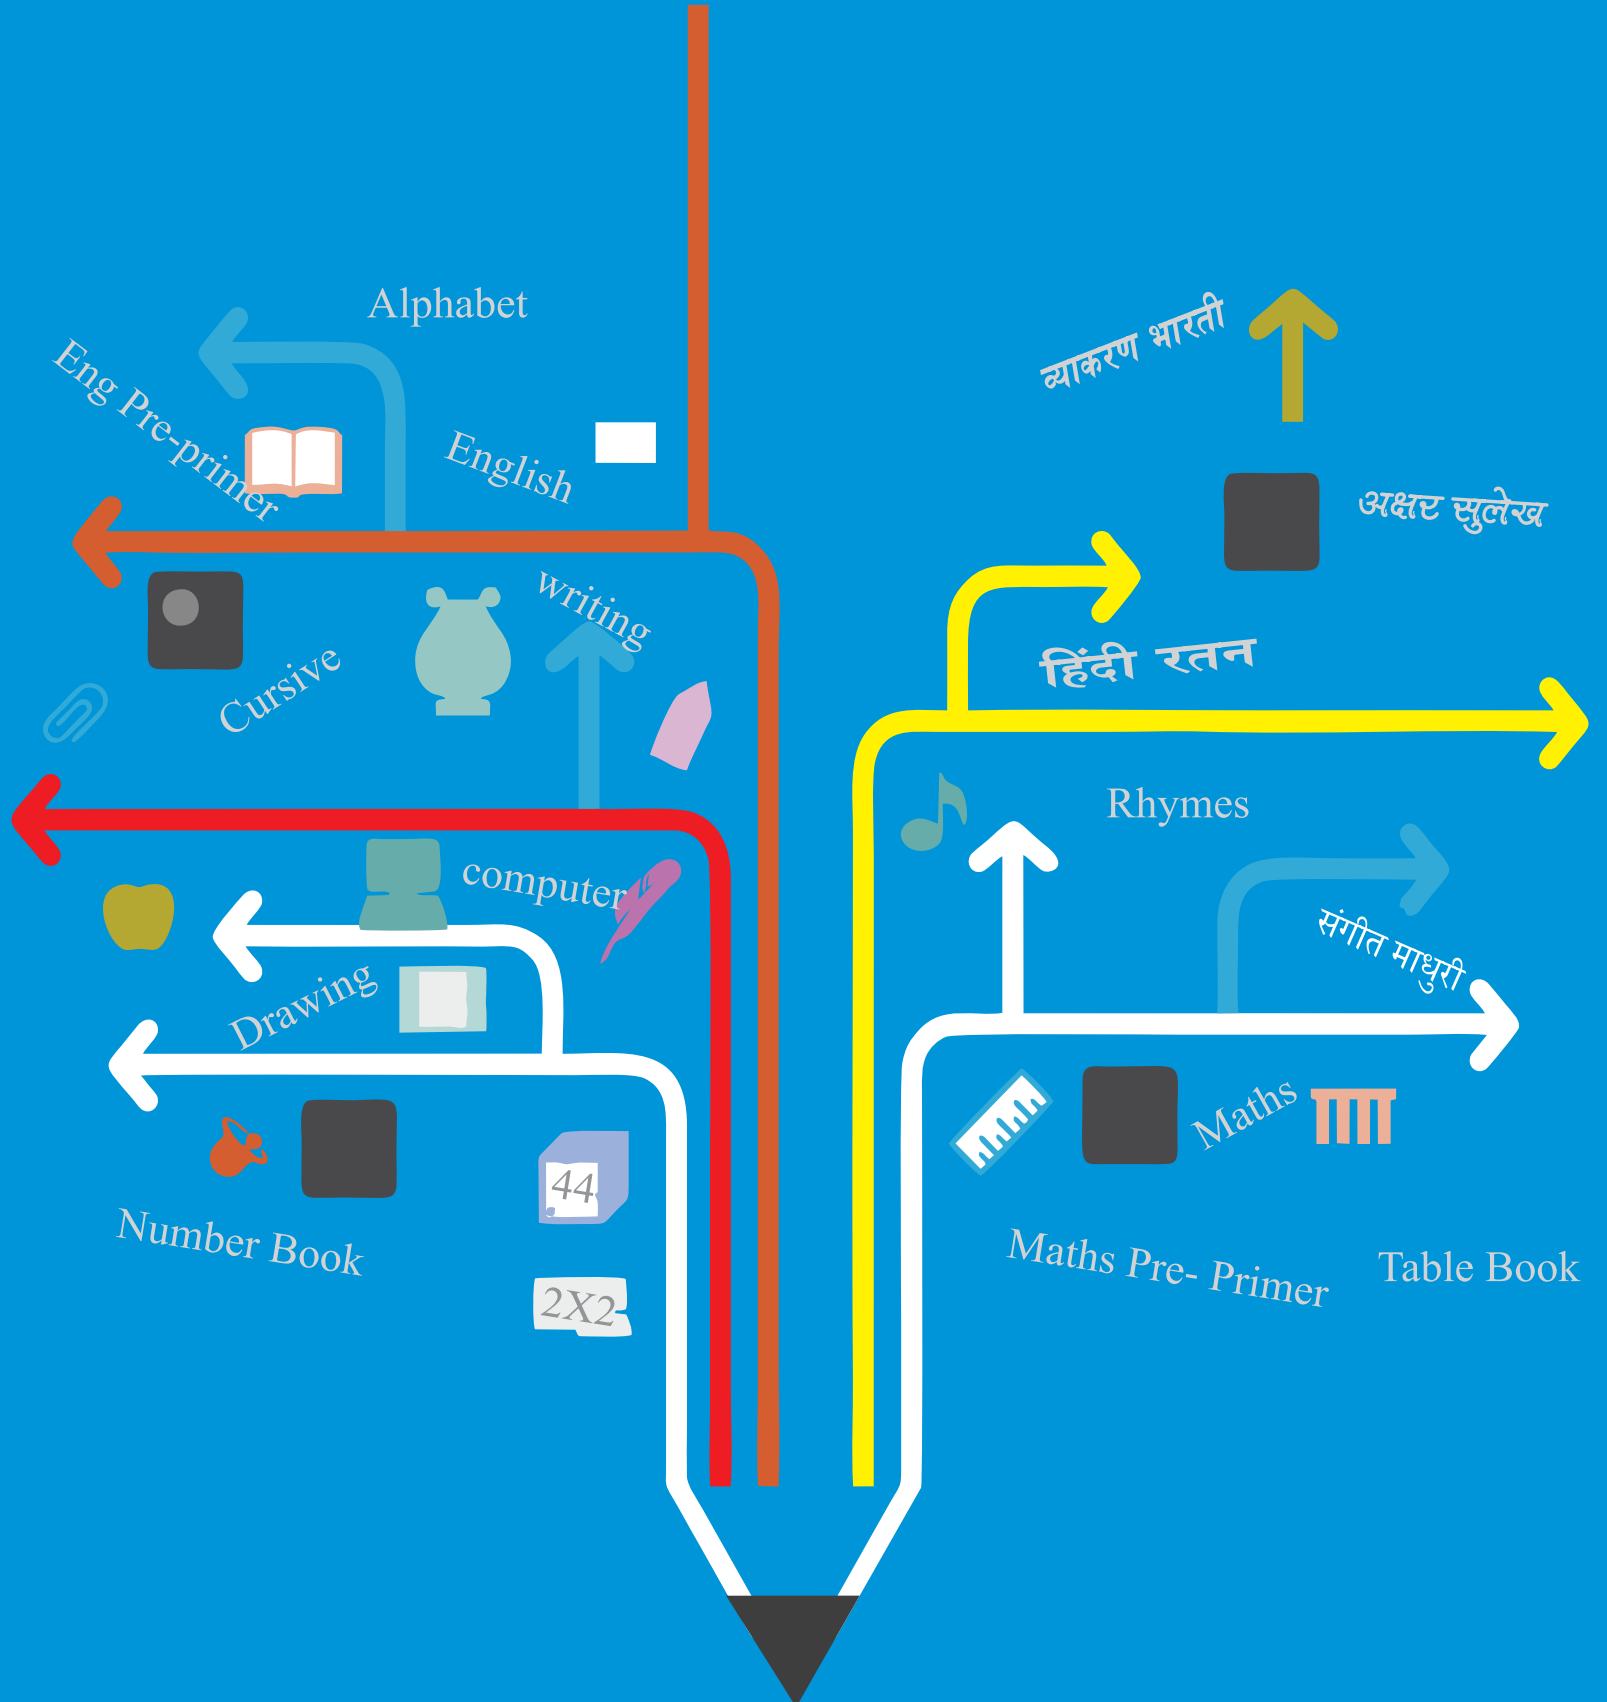 Alphabet
व्याकरण भारती
Eng Pre-primer
English
अक्षर सुलेख
writing
हिंदी रतन
Cursive
Rhymes
computer
संगीत माधुरी
Drawing
Maths
44
Number Book
Maths Pre- Primer
Table Book
2X2